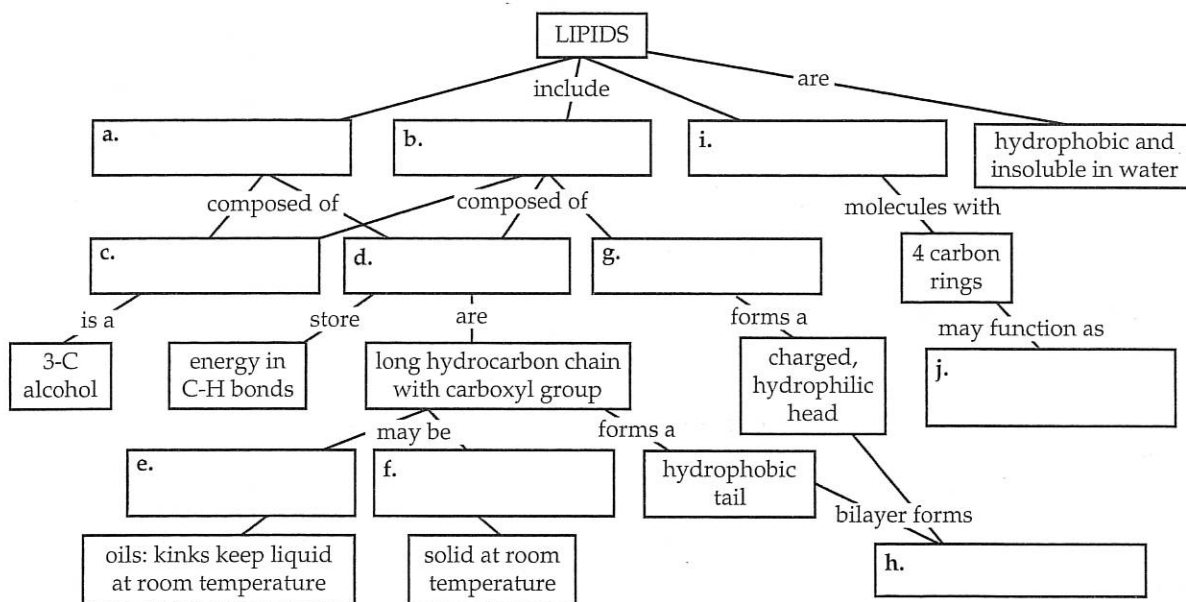 LIPIDS
are
include
a.
b.
i.
hydrophobic and
insoluble in water
composed of
composed of
molecules with
c.
d.
g.
4 carbon
rings
is a
store
are
forms a
may function as
3-C
alcohol
energy in
C-H bonds
long hydrocarbon chain
with carboxyl group
charged,
hydrophilic
head
j.
may be
forms a
e.
f.
hydrophobic
tail
bilayer forms
oils: kinks keep liquid
at room temperature
solid at room
temperature
h.